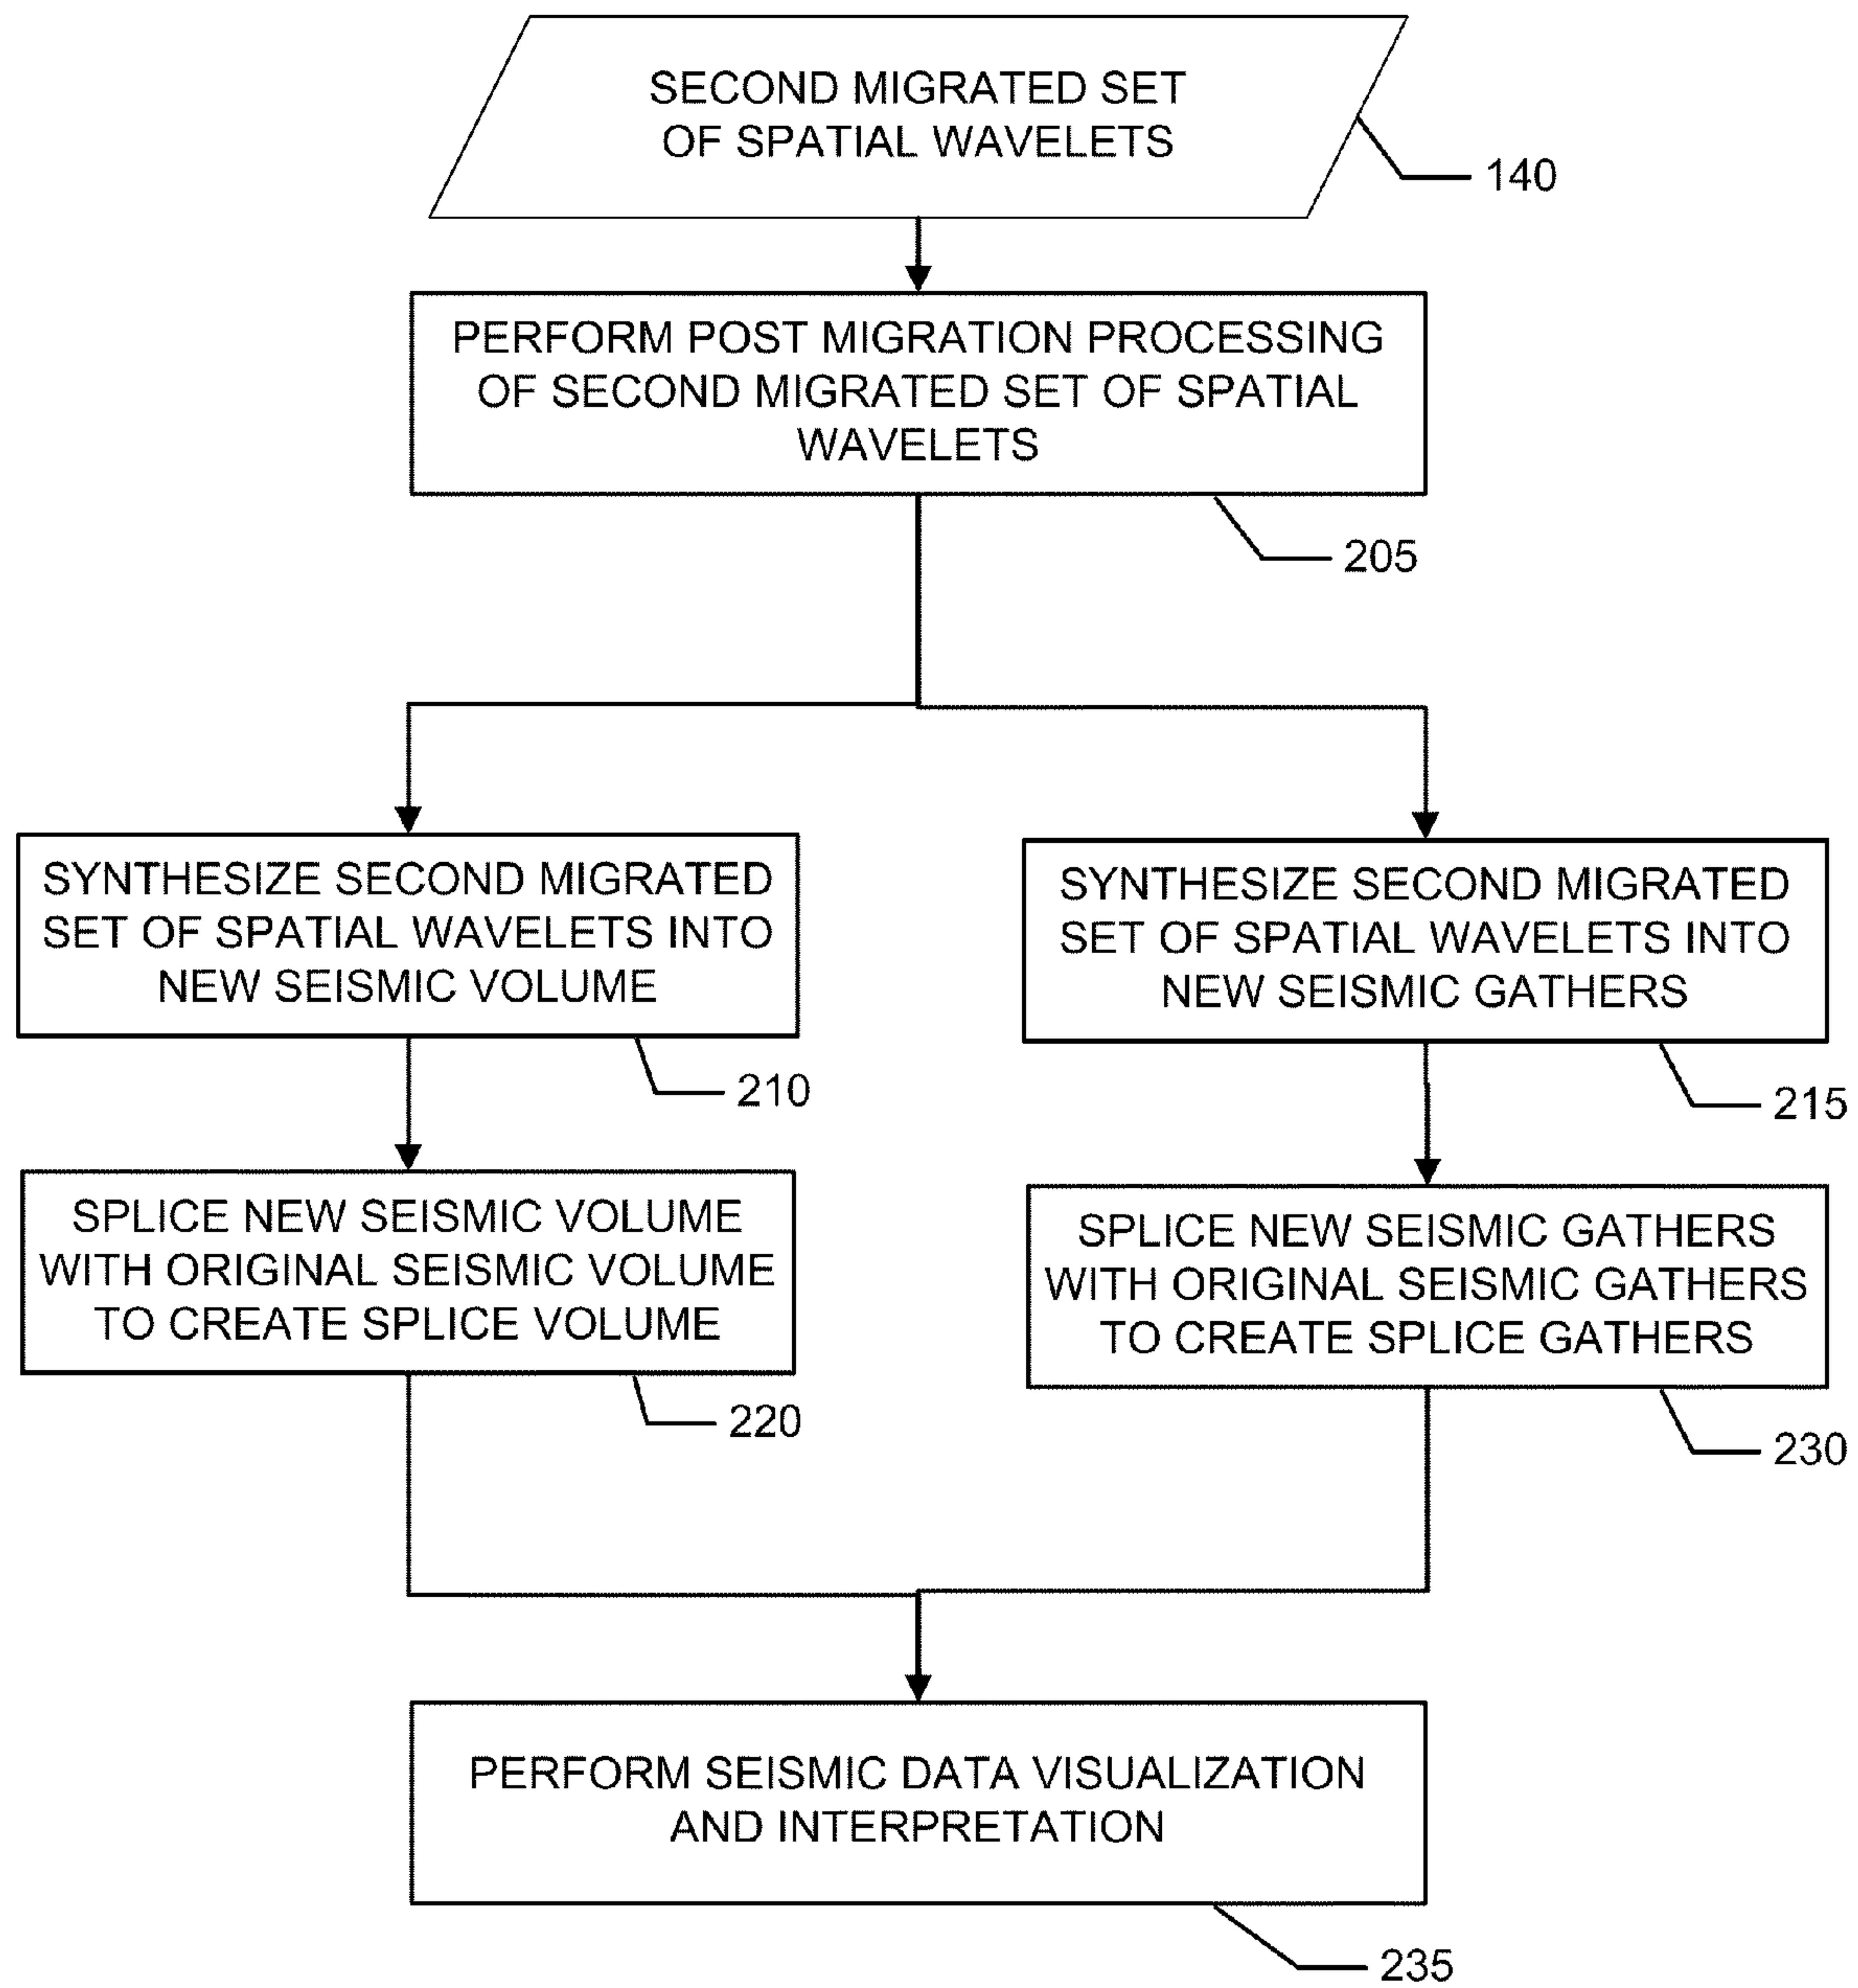 SECOND MIGRATED SET
OF SPATIAL WAVELETS
140
PERFORM POST MIGRATION PROCESSING
OF SECOND MIGRATED SET OF SPATIAL
WAVELETS
205
SYNTHESIZE SECOND MIGRATED
SET OF SPATIAL WAVELETS INTO
NEW SEISMIC VOLUME
210
SYNTHESIZE SECOND MIGRATED
SET OF SPATIAL WAVELETS INTO
NEW SEISMIC GATHERS
215
SPLICE NEW SEISMIC VOLUME
WITH ORIGINAL SEISMIC VOLUME
TO CREATE SPLICE VOLUME
220
SPLICE NEW SEISMIC GATHERS
WITH ORIGINAL SEISMIC GATHERS
TO CREATE SPLICE GATHERS
230
PERFORM SEISMIC DATA VISUALIZATION
AND INTERPRETATION
235